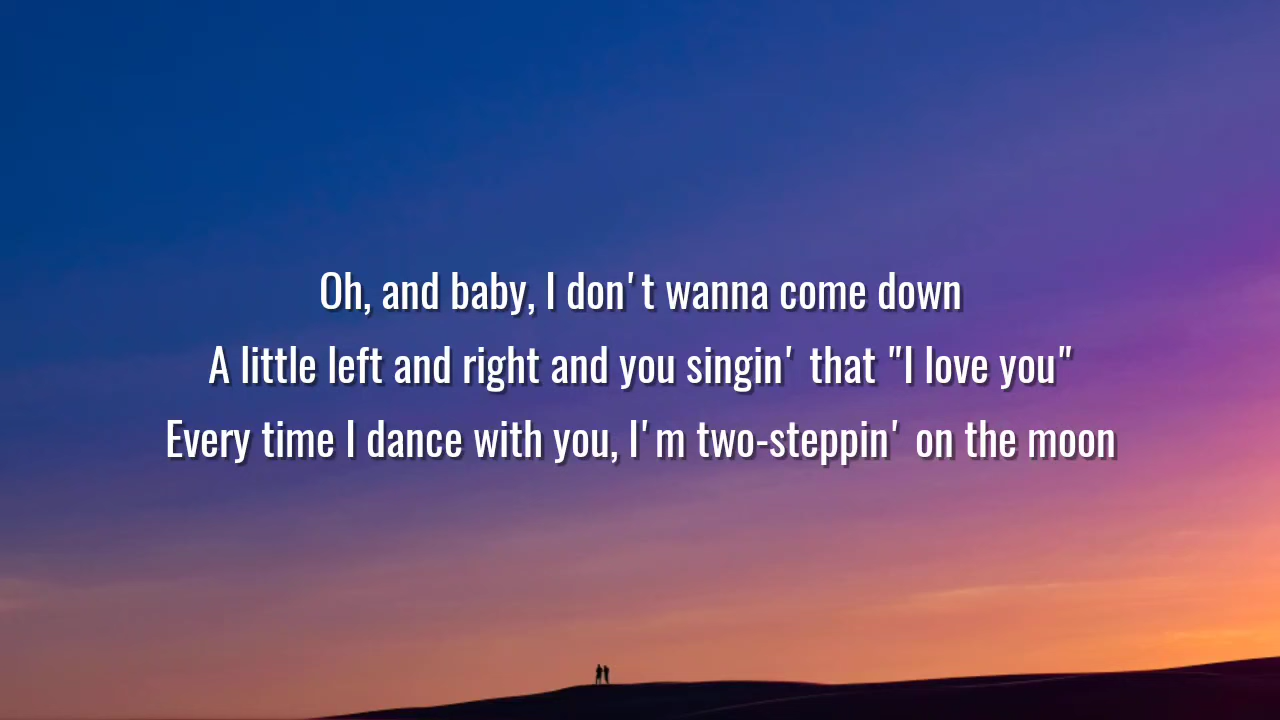 Oh, and baby, I don't wanna come down
A little left and right and you singin' that "I love you"
Every time I dance with you, I'm two-steppin' on the moon